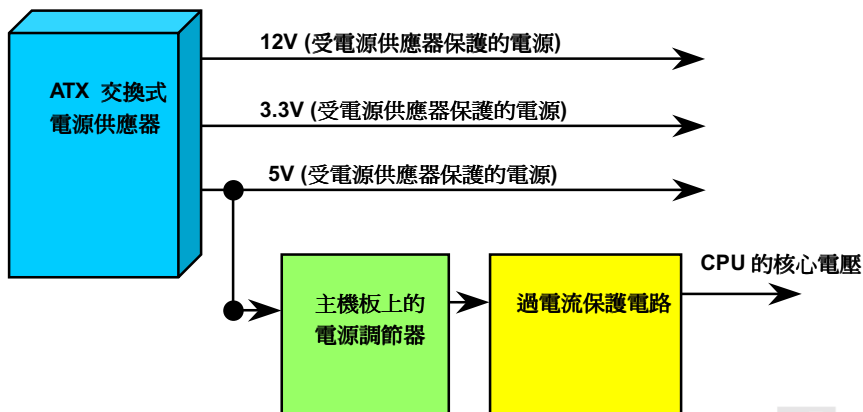 12V (受電源供應器保護的電源)
ATX 交換式
電源供應器
3.3V (受電源供應器保護的電源)
5V (受電源供應器保護的電源)
CPU 的核心電壓
主機板上的
電源調節器
過電流保護電路